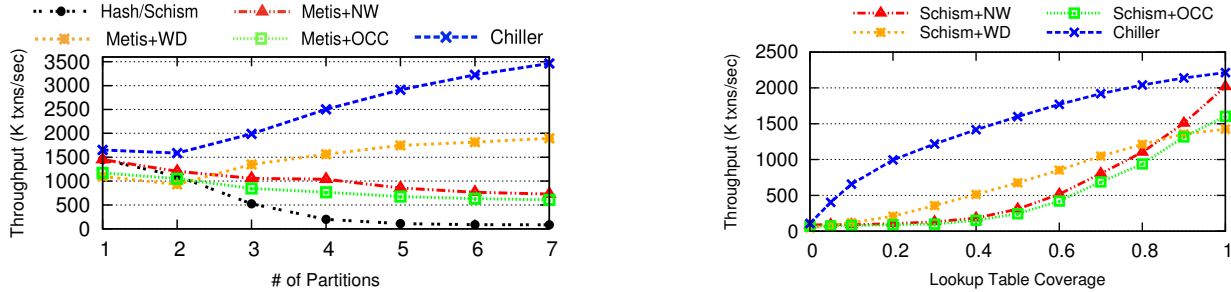 Hash/Schism
Metis+NW
Metis+WD
Metis+OCC
Chiller
Throughput (K txns/sec)
3500
3000
2500
2000
1500
1000
500
0
1 2 3 4 5 6 7
# of Partitions
Schism+NW
Schism+OCC
Schism+WD
Chiller
Throughput (K txns/sec)
2500
2000
1500
1000
500
0
0 0.2 0.4 0.6 0.8 1
Lookup Table Coverage